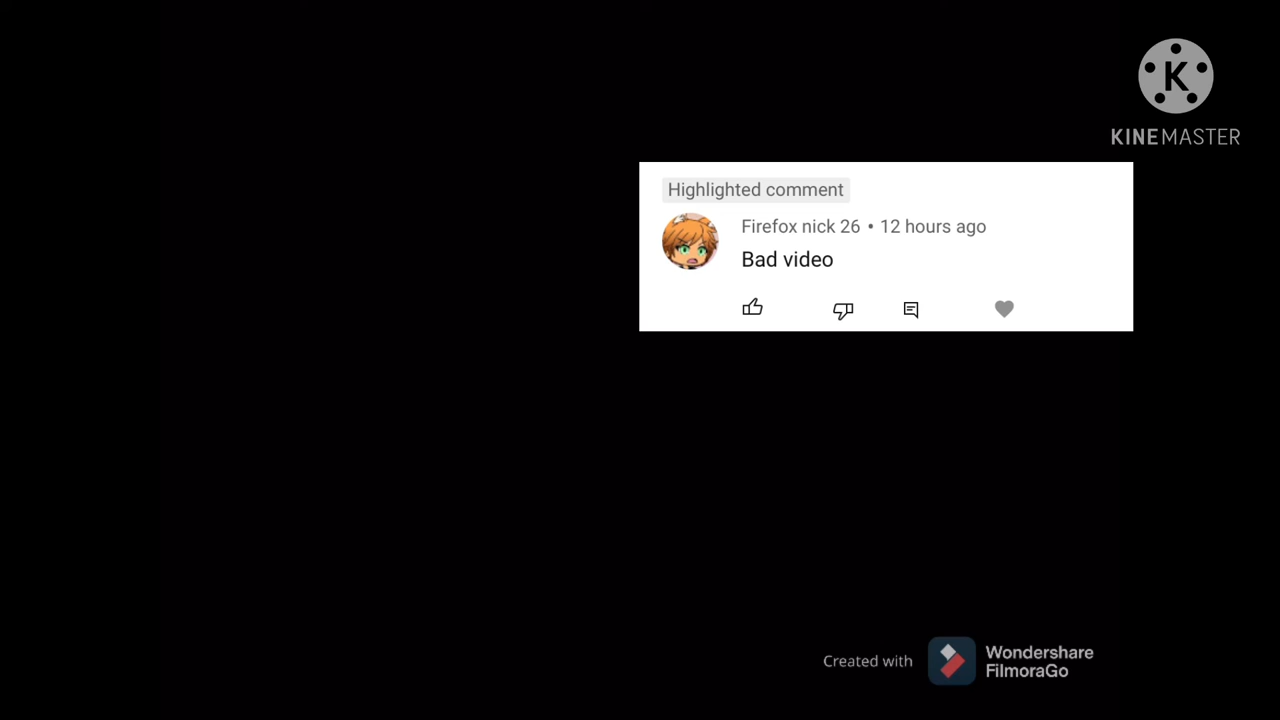 K
KINEMASTER
Highlighted comment
Firefox nick 26 • 12 hours ago
Bad video
Created with
Wondershare
FilmoraGo